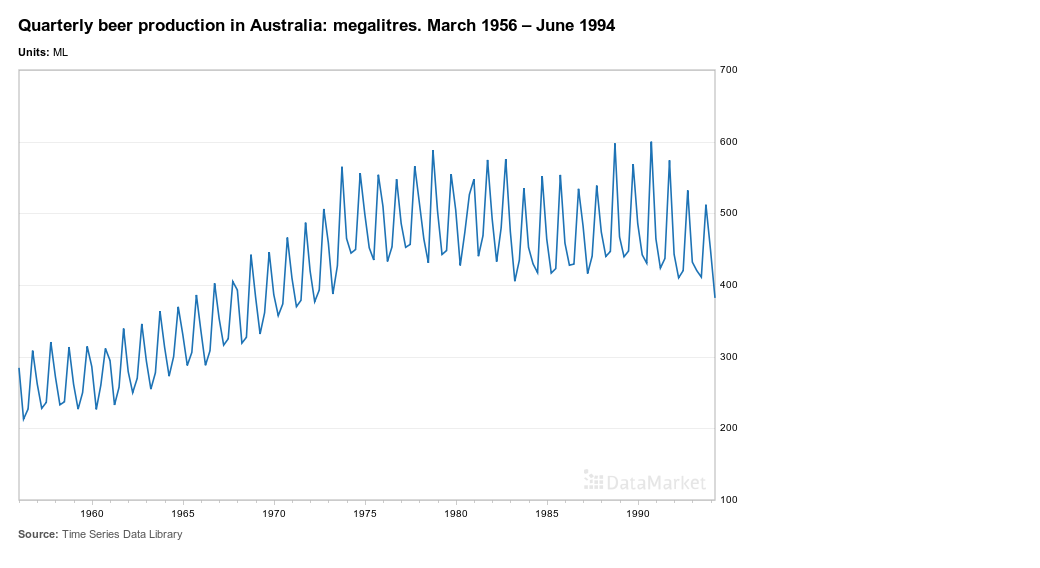 Quarterly beer production in Australia: megalitres. March 1956 – June 1994
Units: ML
700
600
500
400
300
200
100
DataMarket
1960 1965 1970 1975 1980 1985 1990
Source: Time Series Data Library